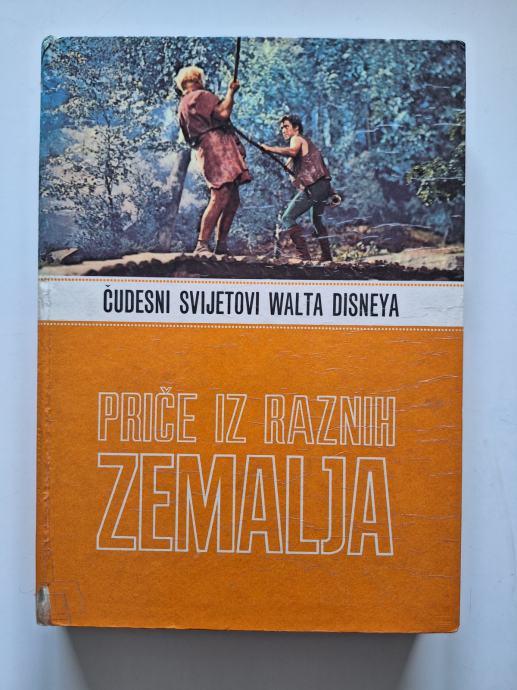 ČUDESNI SVIJETOVI WALTA DISNEYA
PRIČE IZ RAZNIH
ZEMALJA